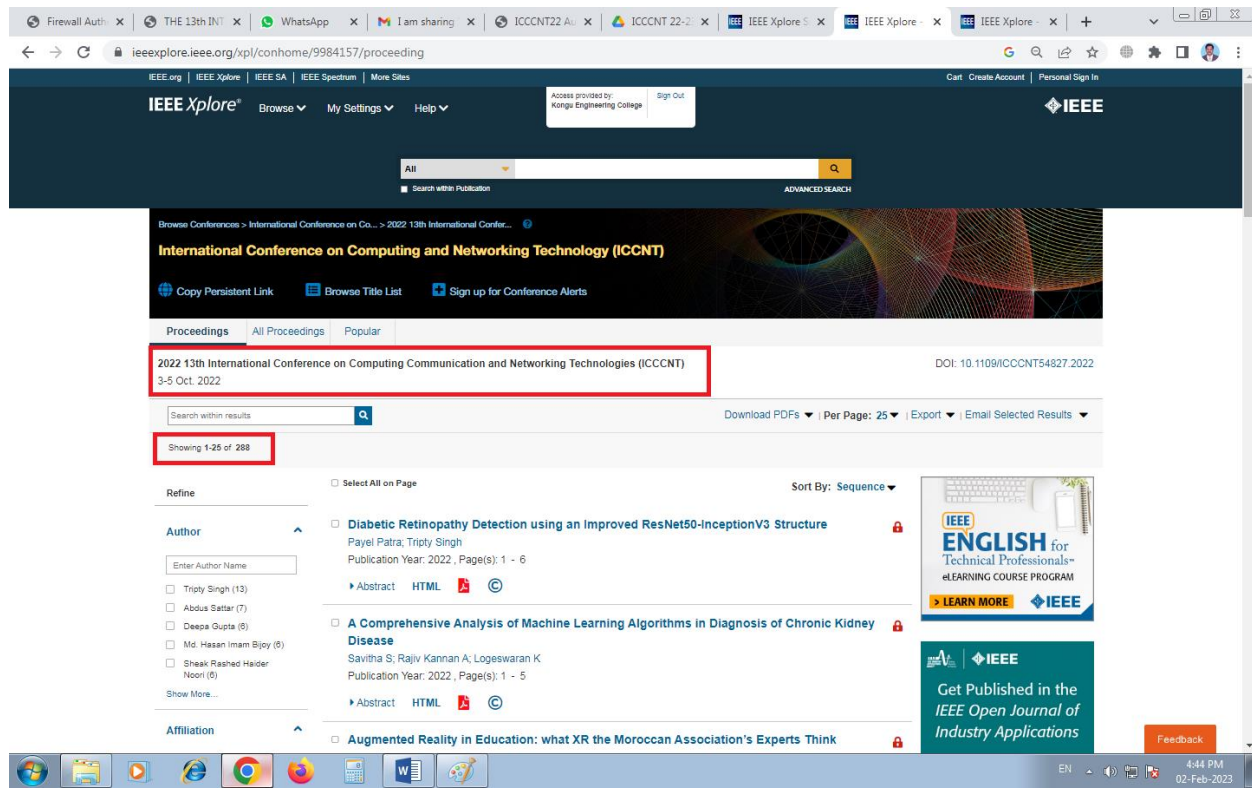 Firewall Auth
THE 13th INT
WhatsApp
I am sharing
ICCCNT22 Au
ICCCNT 22-23
IEEE Xplore S
IEEE Xplore -
IEEE Xplore -
ieeexplore.ieee.org/xpl/conhome/9984157/proceeding
IEEE.org | IEEE Xplore | IEEE SA | IEEE Spectrum | More Sites
Cart Create Account | Personal Sign In
IEEE Xplore®
Browse
My Settings
Help
Access provided by:
Kongu Engineering College
Sign Out
IEEE
All
Search within Publication
ADVANCED SEARCH
Browse Conferences > International Conference on Co... > 2022 13th International Confer...
International Conference on Computing and Networking Technology (ICCNT)
Copy Persistent Link
Browse Title List
Sign up for Conference Alerts
Proceedings
All Proceedings
Popular
2022 13th International Conference on Computing Communication and Networking Technologies (ICCCNT)
3-5 Oct. 2022
DOI: 10.1109/ICCCNT54827.2022
Search within results
Download PDFs | Per Page: 25 | Export | Email Selected Results
Showing 1-25 of 288
Refine
Select All on Page
Sort By: Sequence
Author
Enter Author Name
Tripty Singh (13)
Abdus Sattar (7)
Deepa Gupta (6)
Md. Hasan Imam Bijoy (6)
Sheak Rashed Haider
Noori (6)
Show More...
Affiliation
Diabetic Retinopathy Detection using an Improved ResNet50-InceptionV3 Structure
Payel Patra; Tripty Singh
Publication Year: 2022 , Page(s): 1 - 6
Abstract HTML
A Comprehensive Analysis of Machine Learning Algorithms in Diagnosis of Chronic Kidney
Disease
Savitha S; Rajiv Kannan A; Logeswaran K
Publication Year: 2022 , Page(s): 1 - 5
Abstract HTML
Augmented Reality in Education: what XR the Moroccan Association's Experts Think
IEEE
ENGLISH for
Technical Professionals
eLEARNING COURSE PROGRAM
> LEARN MORE
IEEE
IEEE
Get Published in the
IEEE Open Journal of
Industry Applications
Feedback
EN
4:44 PM
02-Feb-2023